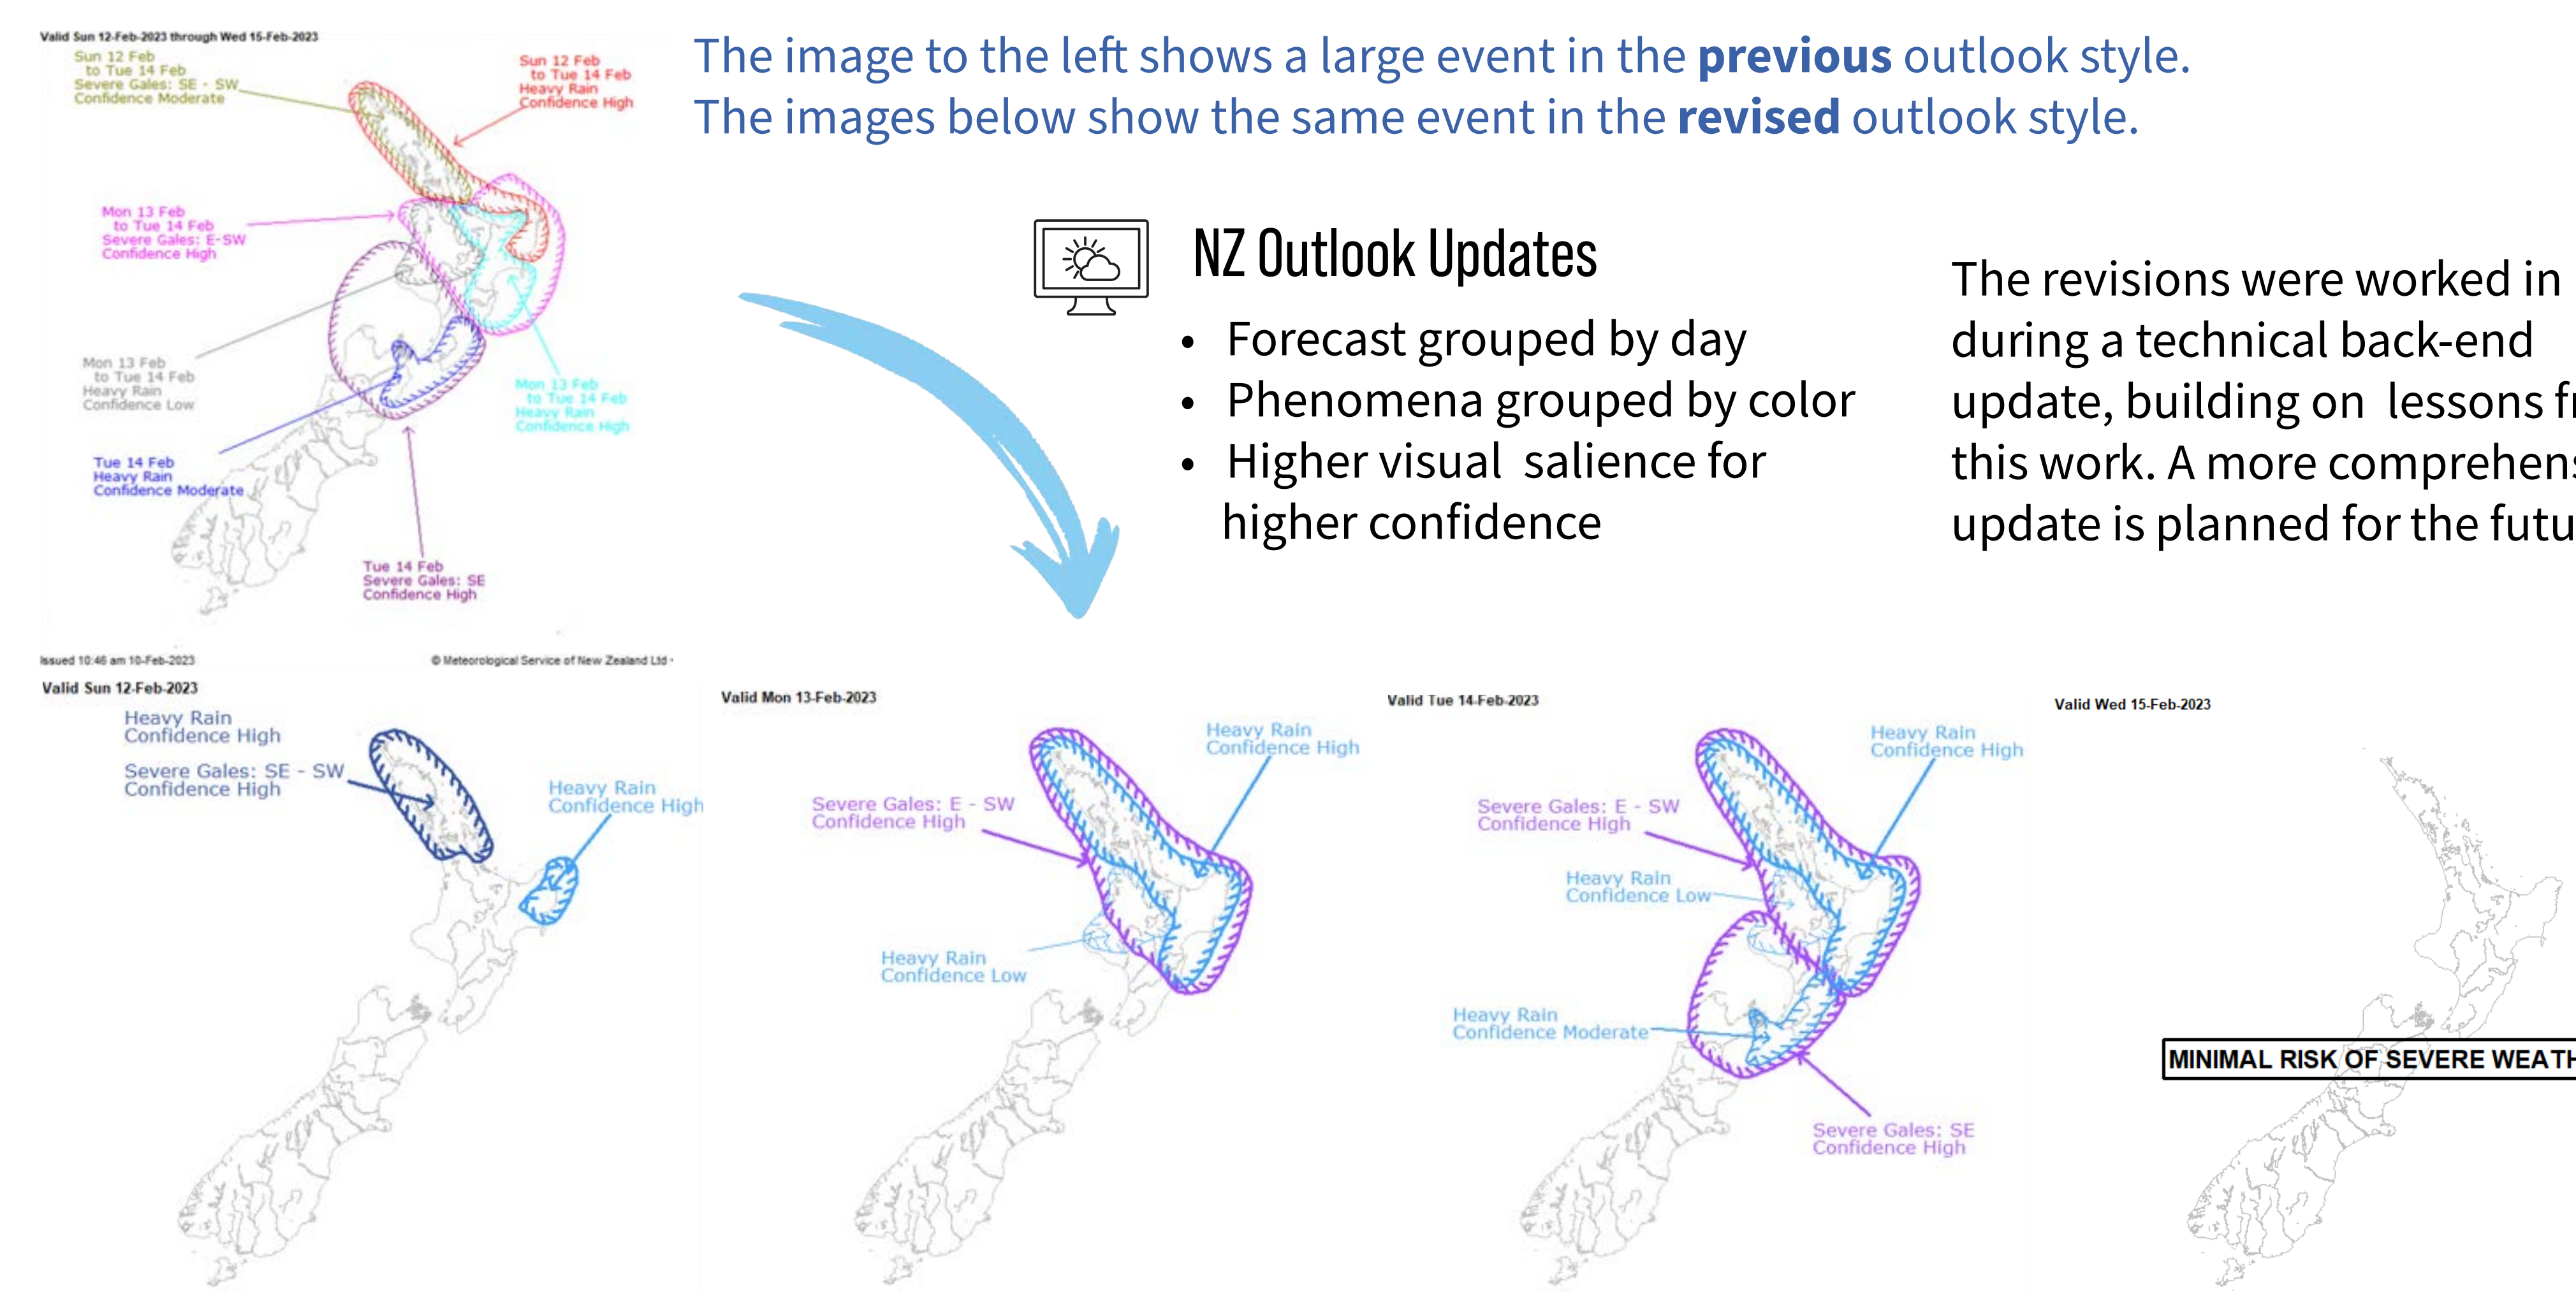 Valid Sun 12-Feb-2023 through Wed 15-Feb-2023
Sun 12 Feb
to Tue 14 Feb
Severe Gales: SE - SW
Confidence Moderate
Sun 12 Feb
to Tue 14 Feb
Heavy Rain
Confidence High
Mon 13 Feb
to Tue 14 Feb
Severe Gales: E-SW
Confidence High
Mon 13 Feb
to Tue 14 Feb
Heavy Rain
Confidence Low
Mon 13 Feb
to Tue 14 Feb
Heavy Rain
Confidence High
Tue 14 Feb
Heavy Rain
Confidence Moderate
Tue 14 Feb
Severe Gales: SE
Confidence High
Issued 10:46 am 10-Feb-2023
© Meteorological Service of New Zealand Ltd
The image to the left shows a large event in the previous outlook style.
The images below show the same event in the revised outlook style.
NZ Outlook Updates
• Forecast grouped by day
• Phenomena grouped by color
• Higher visual salience for
higher confidence
The revisions were worked in
during a technical back-end
update, building on lessons fr
this work. A more comprehens
update is planned for the futu
Valid Sun 12-Feb-2023
Heavy Rain
Confidence High
Severe Gales: SE - SW
Confidence High
Heavy Rain
Confidence High
Valid Mon 13-Feb-2023
Heavy Rain
Confidence High
Severe Gales: E - SW
Confidence High
Heavy Rain
Confidence Low
Valid Tue 14-Feb-2023
Heavy Rain
Confidence High
Severe Gales: E - SW
Confidence High
Heavy Rain
Confidence Low
Heavy Rain
Confidence Moderate
Severe Gales: SE
Confidence High
Valid Wed 15-Feb-2023
MINIMAL RISK OF SEVERE WEATH